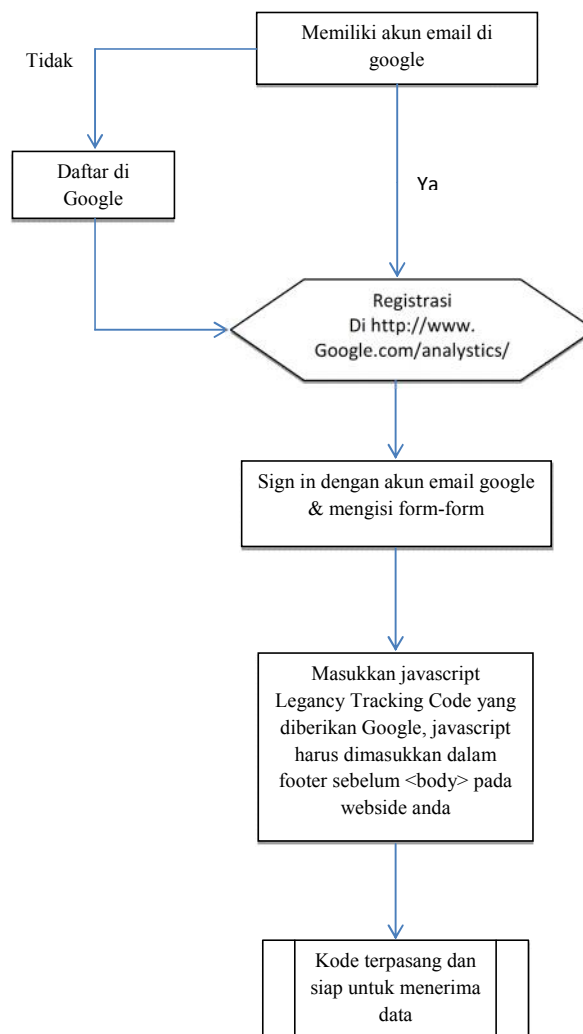 Memiliki akun email di
google
Tidak
Daftar di
Google
Ya
Registrasi
Di http://www.
Google.com/analystics/
Sign in dengan akun email google
& mengisi form-form
Masukkan javascript
Legancy Tracking Code yang
diberikan Google, javascript
harus dimasukkan dalam
footer sebelum <body> pada
webside anda
Kode terpasang dan
siap untuk menerima
data